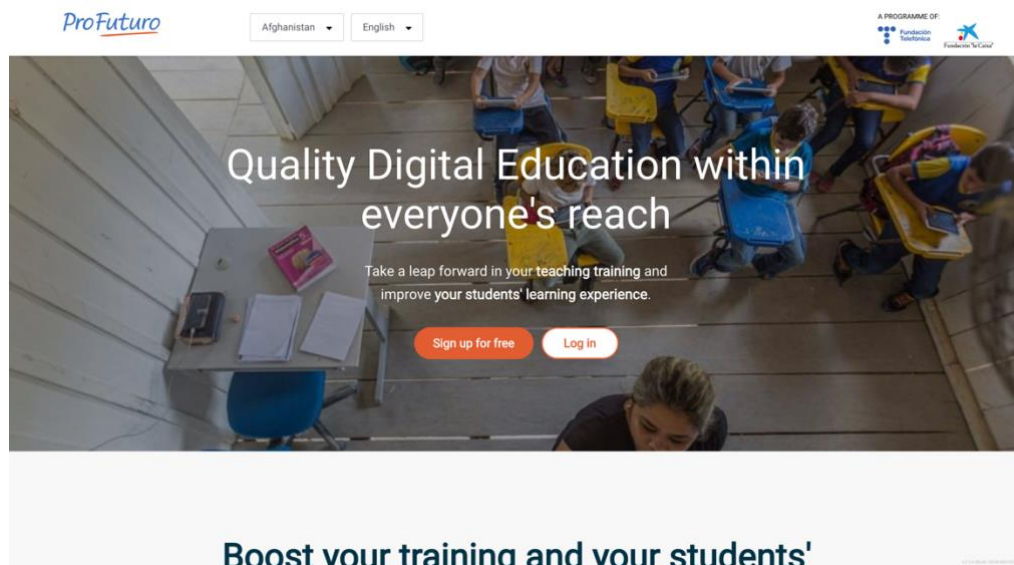 ProFuturo
Afghanistan
English
A PROGRAMME OF:
Fundación
Telefónica
Fundación "la Caixa"
Quality Digital Education within
everyone's reach
Take a leap forward in your teaching training and
improve your students' learning experience.
Sign up for free
Log in
Boost your training and your students'